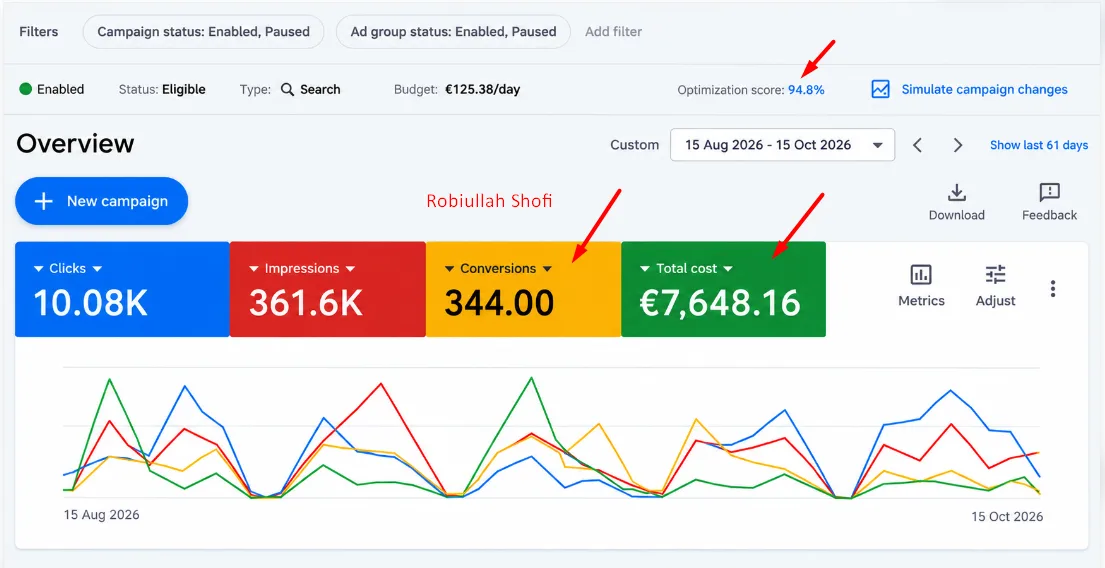 Filters Campaign status: Enabled, Paused Ad group status: Enabled, Paused Add filter
Enabled Status: Eligible Type: Search Budget: €125.38/day Optimization score: 94.8% Simulate campaign changes
Overview Custom 15 Aug 2026 - 15 Oct 2026 Show last 61 days
+ New campaign Robiullah Shofi Download Feedback
Clicks Impressions Conversions Total cost
10.08K 361.6K 344.00 €7,648.16 Metrics Adjust
15 Aug 2026 15 Oct 2026